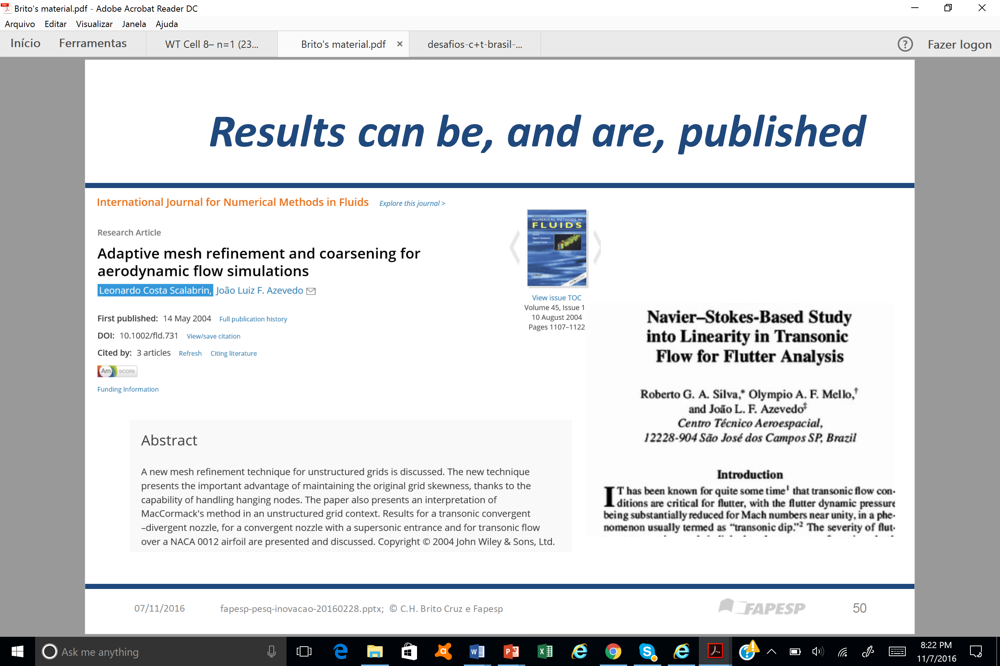 Brito's material.pdf - Adobe Acrobat Reader DC
Arquivo Editar Visualizar Janela Ajuda
Início Ferramentas WT Cell 8– n=1 (23... Brito's material.pdf × desafios-c+t-brasil-... ? Fazer logon
Results can be, and are, published
International Journal for Numerical Methods in Fluids Explore this journal >
Research Article
Adaptive mesh refinement and coarsening for
aerodynamic flow simulations
Leonardo Costa Scalabrin, João Luiz F. Azevedo
First published: 14 May 2004 Full publication history
DOI: 10.1002/fld.731 View/save citation
Cited by: 3 articles Refresh Citing literature
Am score
Funding Information
NUMERICAL METHODS IN
FLUIDS
View issue TOC
Volume 45, Issue 1
10 August 2004
Pages 1107–1122
Abstract
A new mesh refinement technique for unstructured grids is discussed. The new technique
presents the important advantage of maintaining the original grid skewness, thanks to the
capability of handling hanging nodes. The paper also presents an interpretation of
MacCormack's method in an unstructured grid context. Results for a transonic convergent
–divergent nozzle, for a convergent nozzle with a supersonic entrance and for transonic flow
over a NACA 0012 airfoil are presented and discussed. Copyright © 2004 John Wiley & Sons, Ltd.
Navier–Stokes-Based Study
into Linearity in Transonic
Flow for Flutter Analysis
Roberto G. A. Silva,* Olympio A. F. Mello,†
and João L. F. Azevedo‡
Centro Técnico Aeroespacial,
12228-904 São José dos Campos SP, Brazil
Introduction
IT has been known for quite some time1 that transonic flow con-
ditions are critical for flutter, with the flutter dynamic pressure
being substantially reduced for Mach numbers near unity, in a phe-
nomenon usually termed as “transonic dip.”2 The severity of flut-
07/11/2016 fapesp-pesq-inovacao-20160228.pptx; © C.H. Brito Cruz e Fapesp FAPESP 50
Ask me anything
8:22 PM
11/7/2016